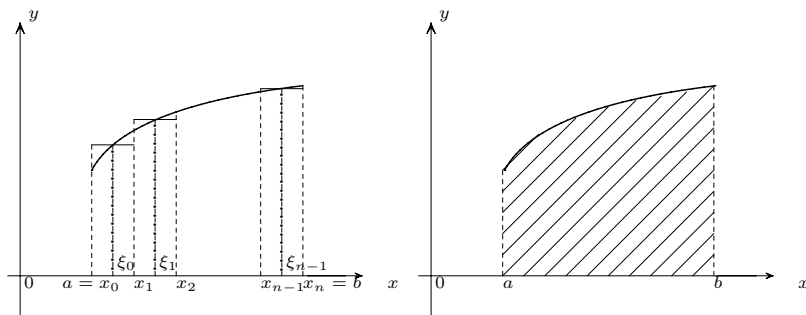 y
ξ₀ ξ₁ ξₙ₋₁
0 a = x₀ x₁ x₂ xₙ₋₁ xₙ = b x
y
0 a b x